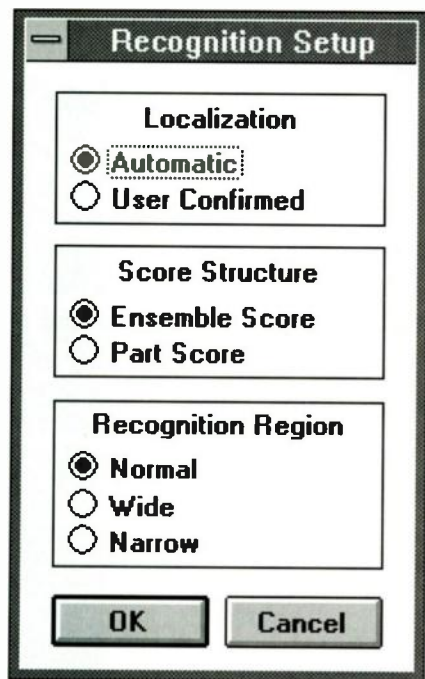 Recognition Setup
Localization
Automatic
User Confirmed
Score Structure
Ensemble Score
Part Score
Recognition Region
Normal
Wide
Narrow
OK
Cancel